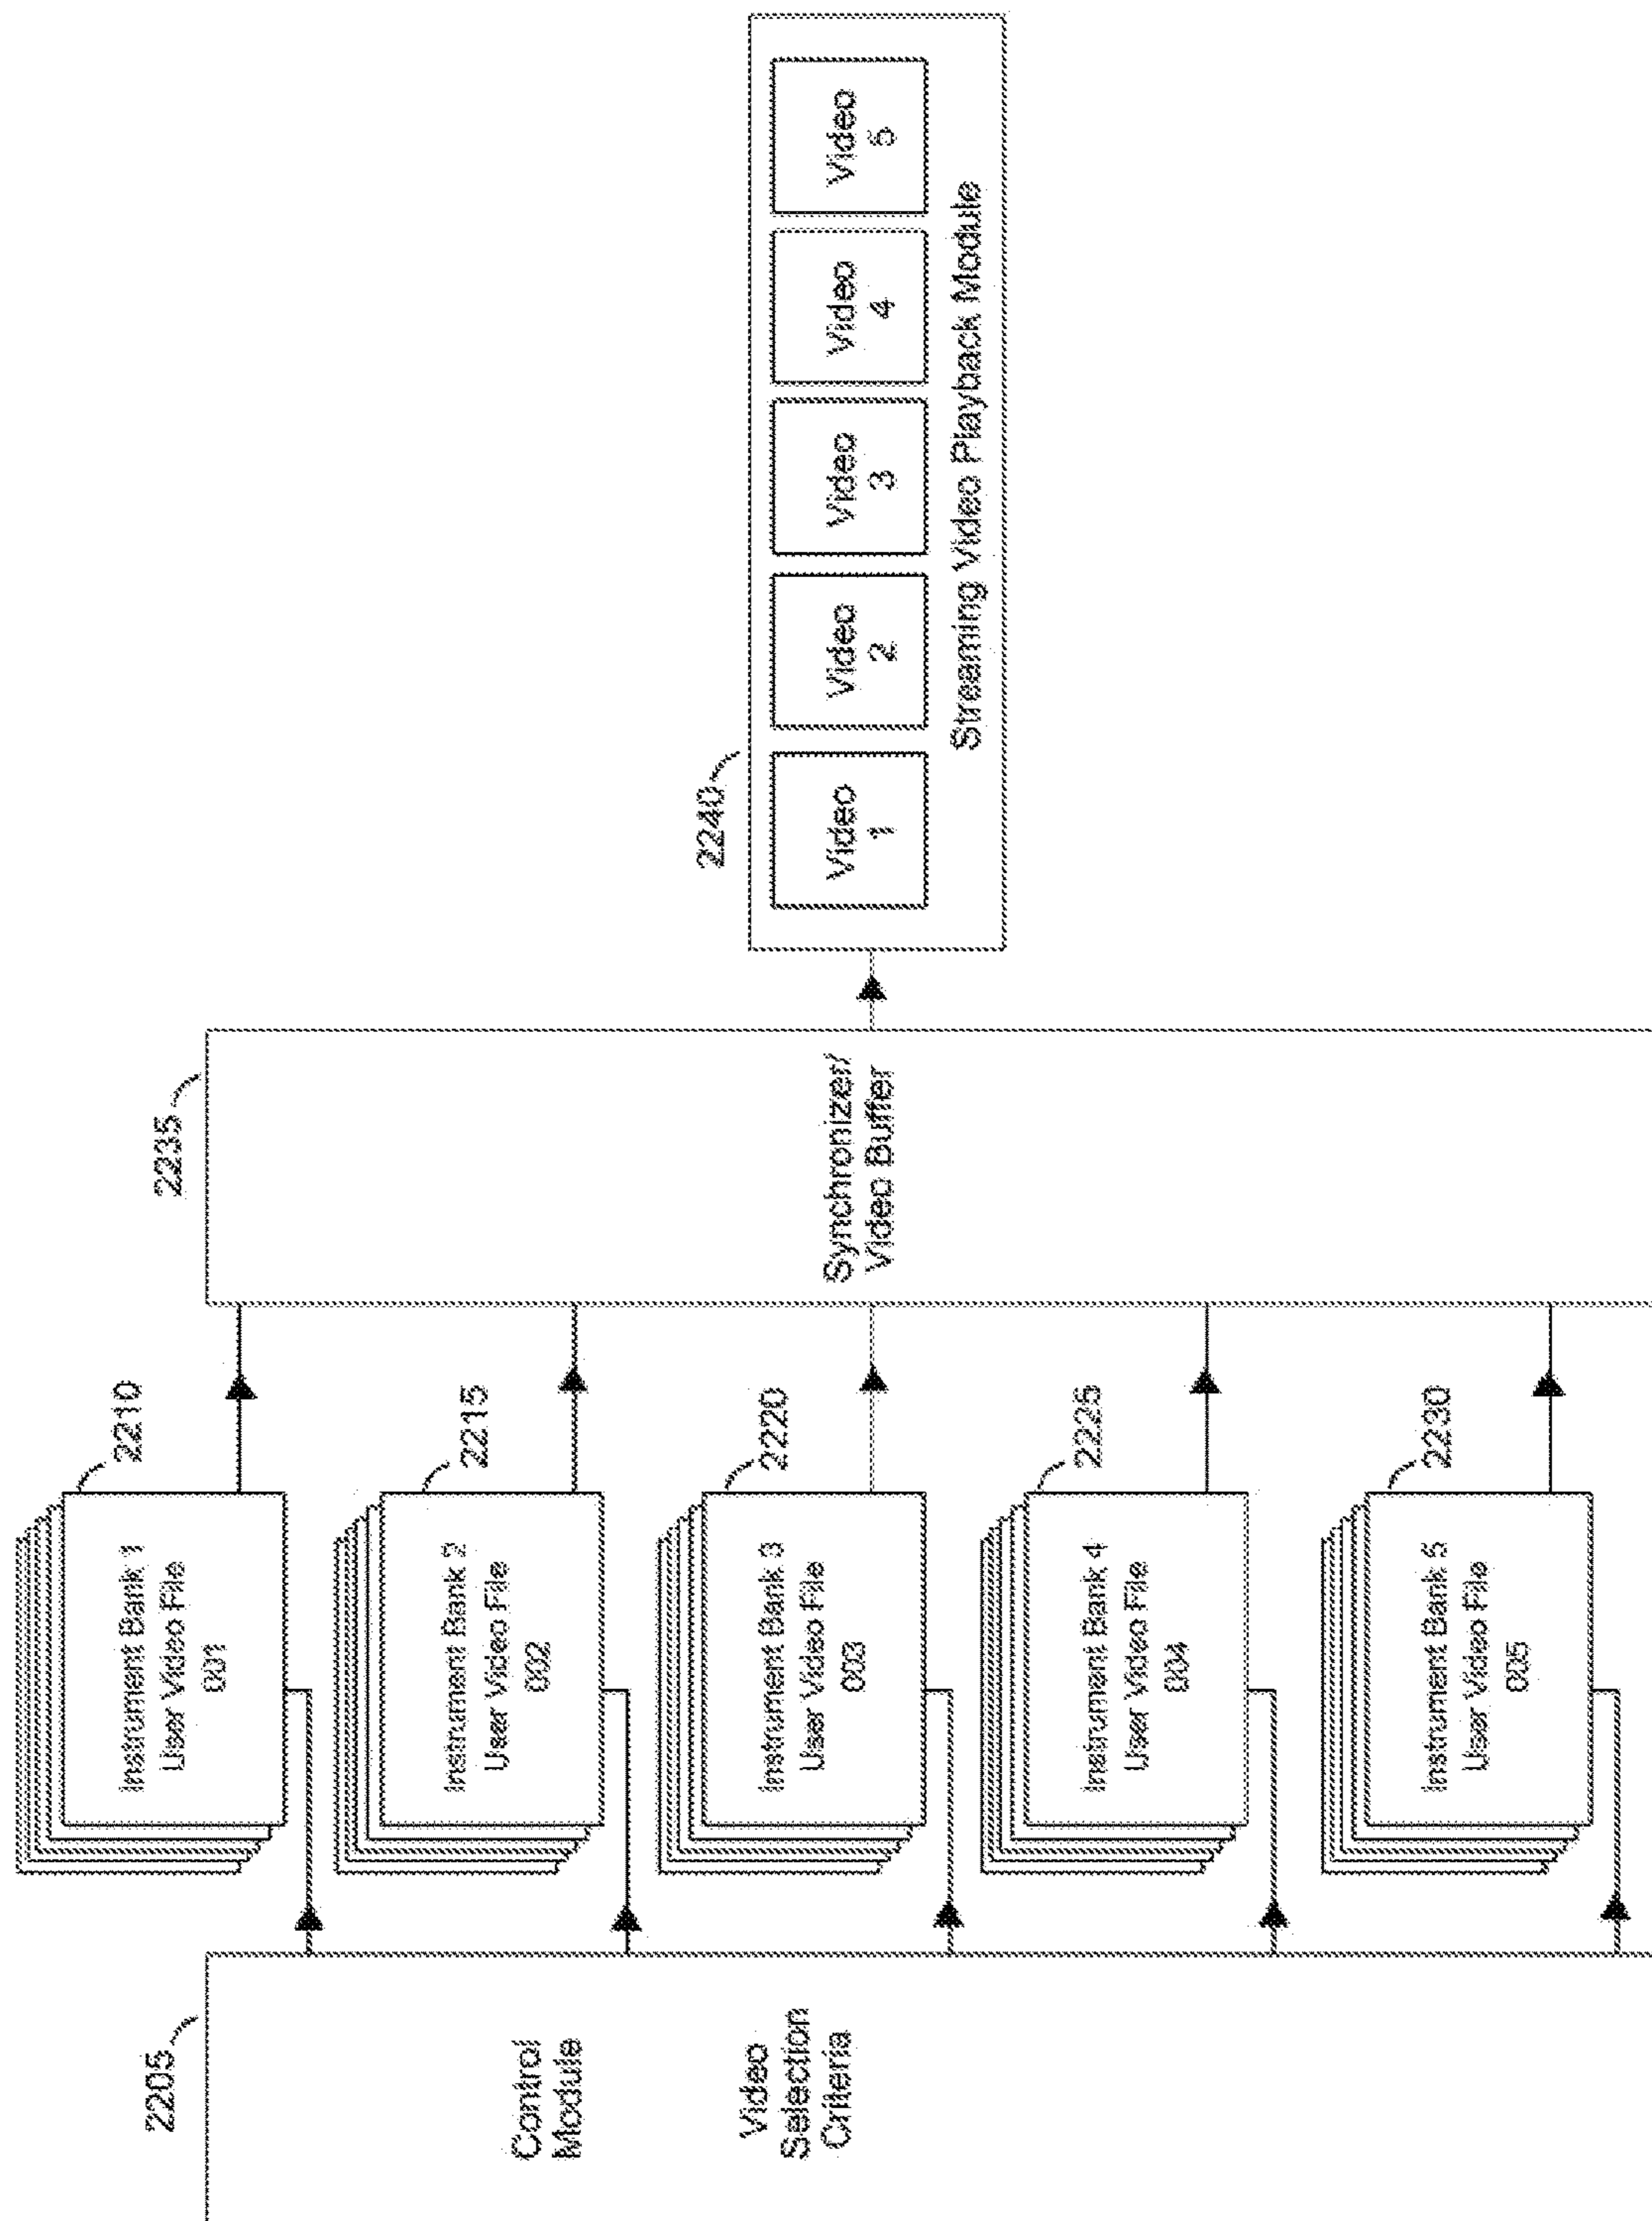 2205
Control
Module
Video
Selection
Criteria
2210
Instrument Bank 1
User Video File
001
2215
Instrument Bank 2
User Video File
002
2220
Instrument Bank 3
User Video File
003
2225
Instrument Bank 4
User Video File
004
2230
Instrument Bank 5
User Video File
005
2235
Synchronizer/
Video Buffer
2240
Video
1
Video
2
Video
3
Video
4
Video
5
Streaming Video Playback Module